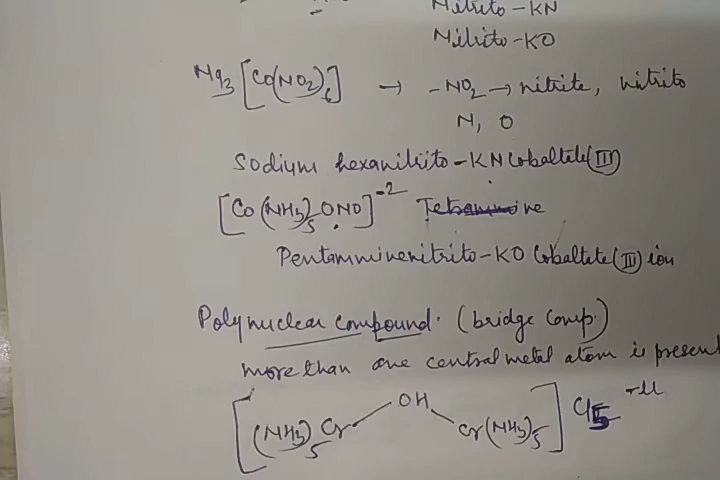 Nitrito-KN
Nitrito-KO
Na3[Co(NO2)6] → -NO2 → nitrite, nitrito
N, O
Sodium hexanitrito-KN Cobaltate(III)
[Co(NH3)5ONO]-2
Pentamminenitrito-KO Cobaltate(III) ion
Polynuclear compound. (bridge comp.)
more than one central metal atom is present
OH
[(NH3)5Cr Cr(NH3)5] Cl5 -μ